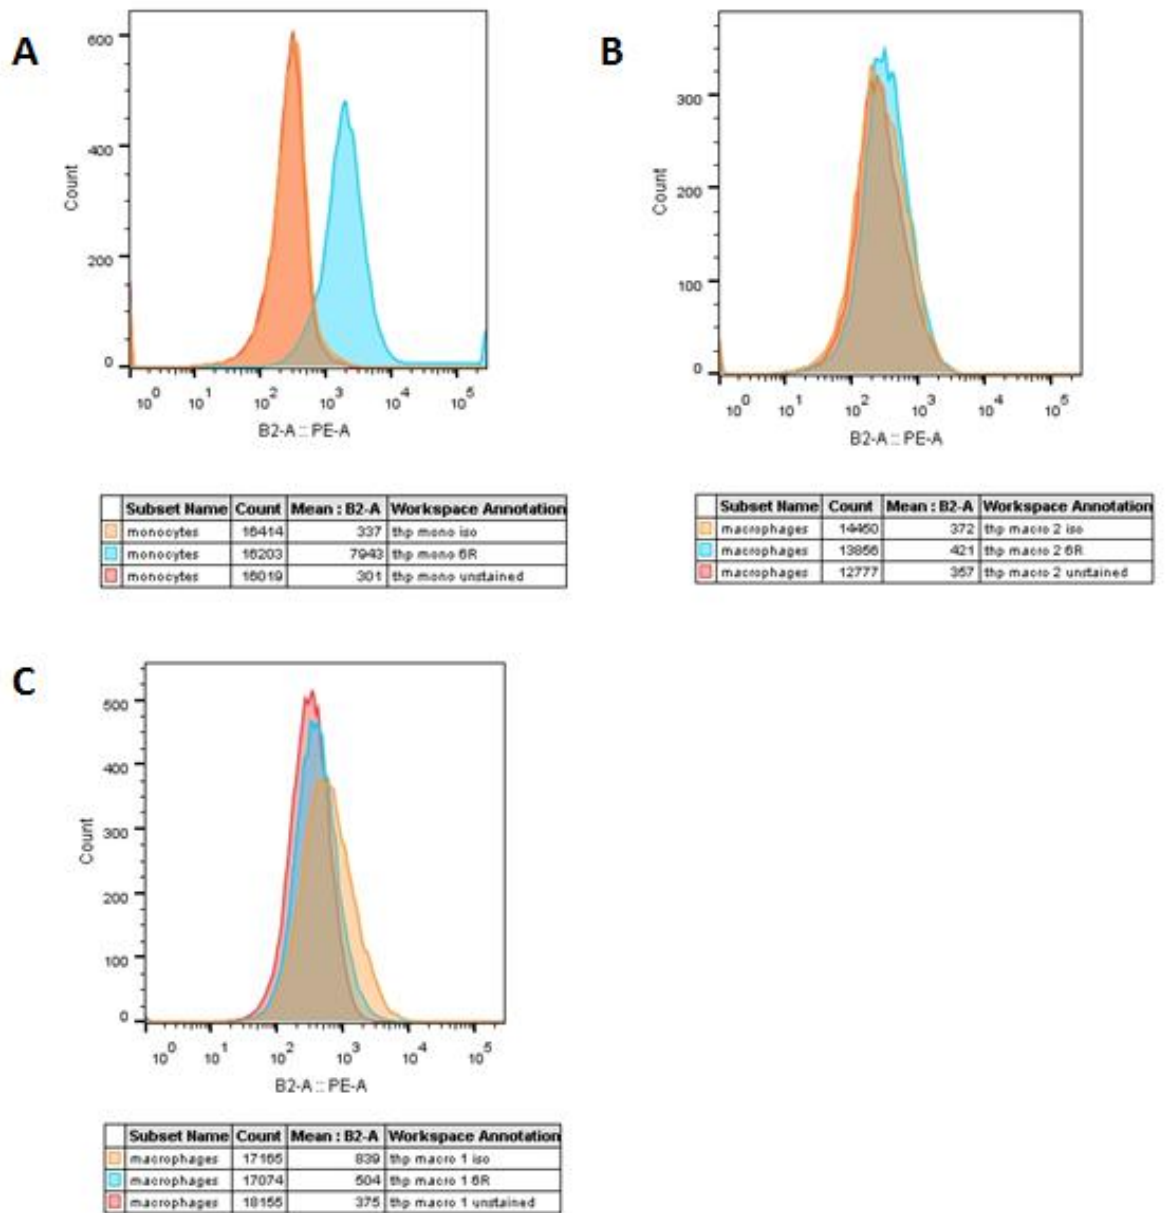 A
600
400
200
0
Count
10^0 10^1 10^2 10^3 10^4 10^5
B2-A :: PE-A
Subset Name Count Mean : B2-A Workspace Annotation
monocytes 16414 337 thp mono iso
monocytes 16203 7943 thp mono 6R
monocytes 16019 301 thp mono unstained
B
300
200
100
0
Count
10^0 10^1 10^2 10^3 10^4 10^5
B2-A :: PE-A
Subset Name Count Mean : B2-A Workspace Annotation
macrophages 14460 372 thp macro 2 iso
macrophages 13856 421 thp macro 2 6R
macrophages 12777 357 thp macro 2 unstained
C
500
400
300
200
100
0
Count
10^0 10^1 10^2 10^3 10^4 10^5
B2-A :: PE-A
Subset Name Count Mean : B2-A Workspace Annotation
macrophages 17165 839 thp macro 1 iso
macrophages 17074 504 thp macro 1 6R
macrophages 18155 375 thp macro 1 unstained